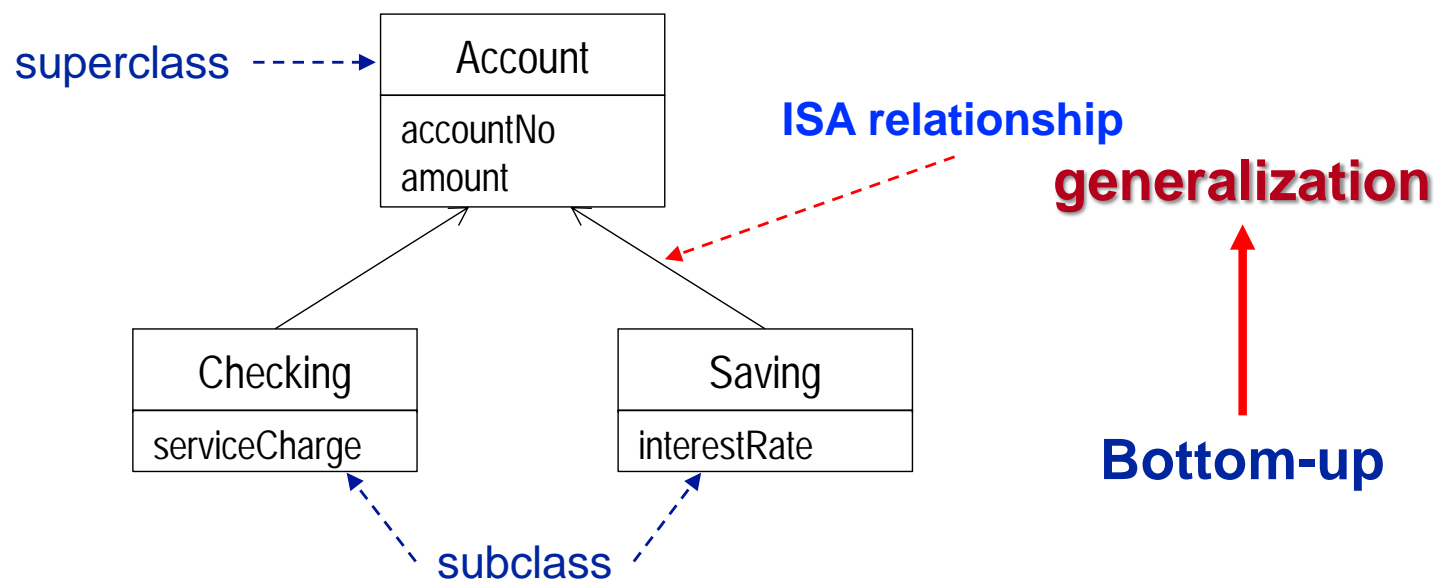 superclass
Account
accountNo
amount
ISA relationship
generalization
Checking
serviceCharge
Saving
interestRate
Bottom-up
subclass